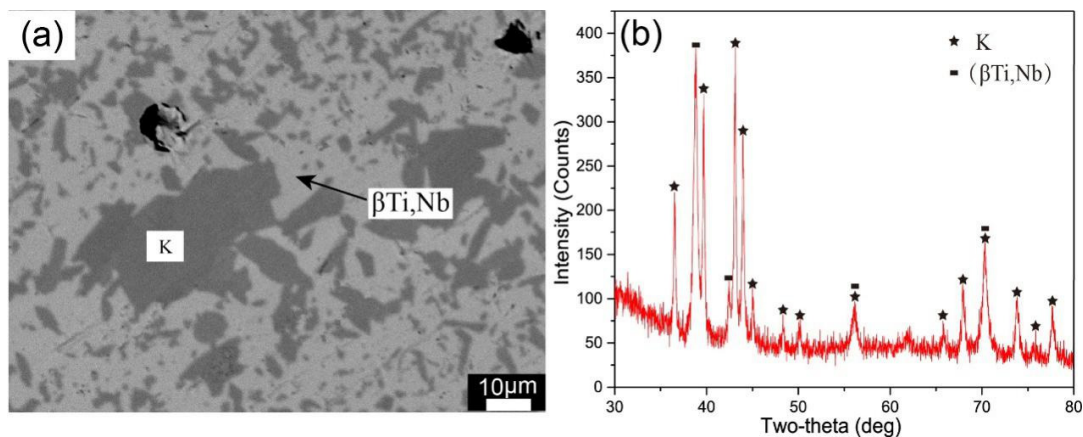 (a)
βTi,Nb
K
10μm
(b)
400
350
300
250
200
150
100
50
0
Intensity (Counts)
K
(βTi,Nb)
30
40
50
60
70
80
Two-theta (deg)